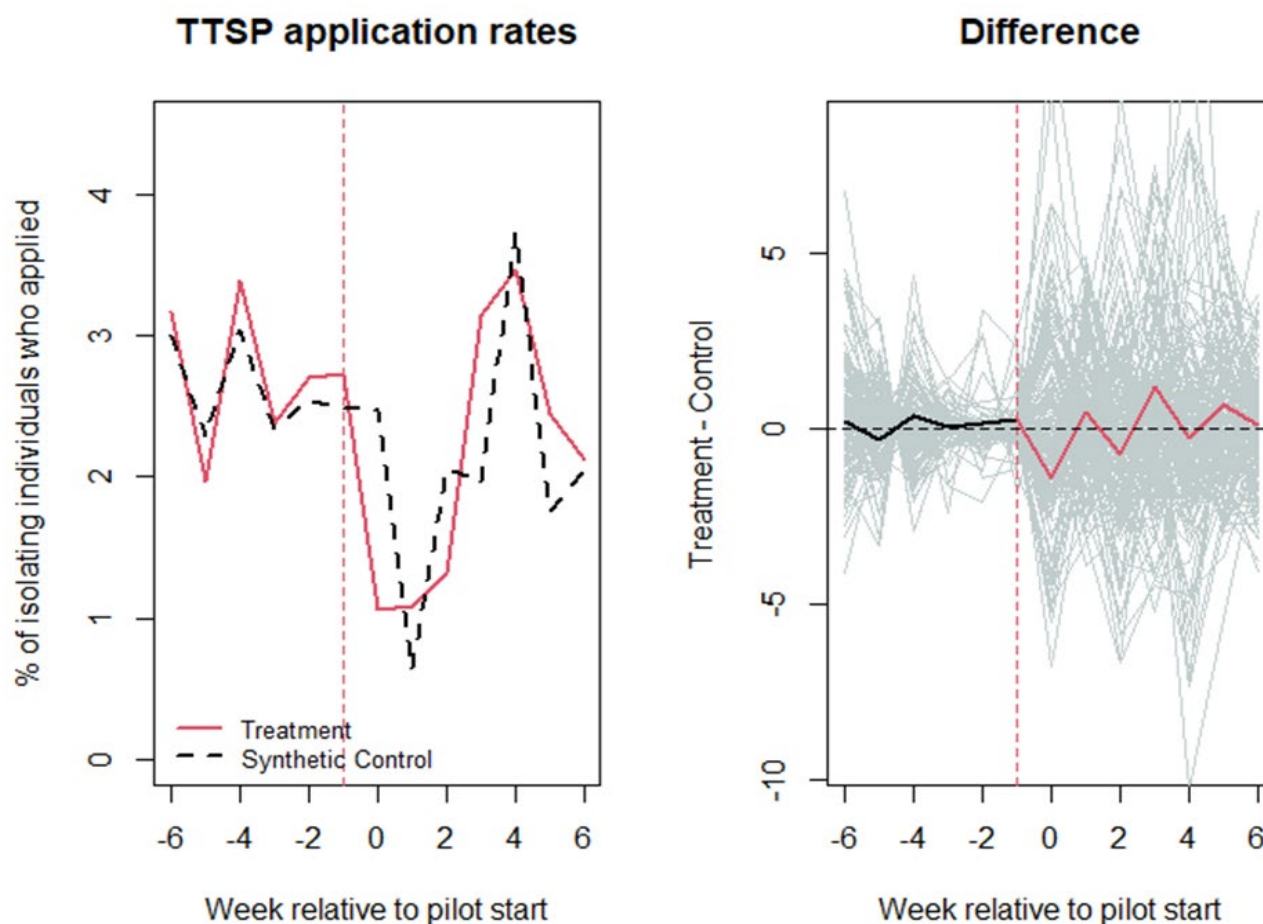 TTSP application rates
% of isolating individuals who applied
4
3
2
1
0
Treatment
Synthetic Control
-6 -4 -2 0 2 4 6
Week relative to pilot start
Difference
Treatment - Control
5
0
-5
-10
-6 -4 -2 0 2 4 6
Week relative to pilot start